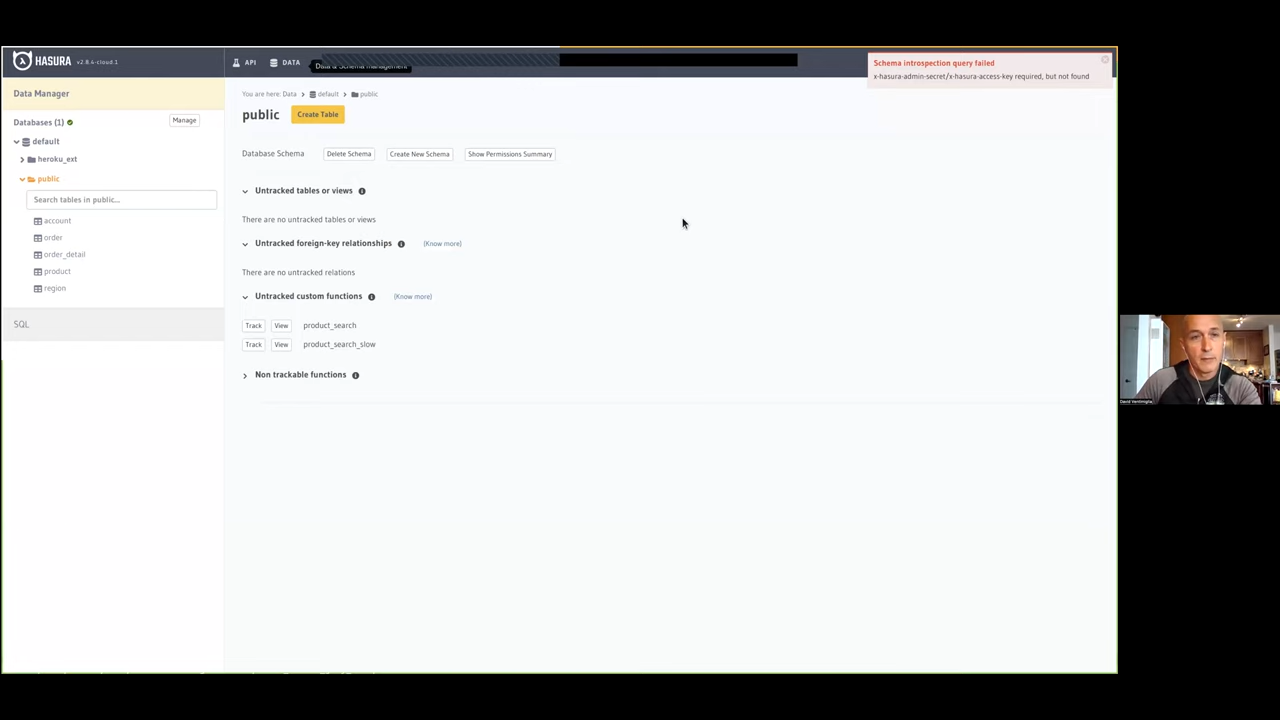 HASURA v2.8.4-cloud.1
API
DATA
Data & Schema management
Schema introspection query failed
x-hasura-admin-secret/x-hasura-access-key required, but not found
Data Manager
Databases (1)
Manage
default
heroku_ext
public
Search tables in public...
account
order
order_detail
product
region
SQL
You are here: Data > default > public
public
Create Table
Database Schema
Delete Schema
Create New Schema
Show Permissions Summary
Untracked tables or views
There are no untracked tables or views
Untracked foreign-key relationships
(Know more)
There are no untracked relations
Untracked custom functions
(Know more)
Track View product_search
Track View product_search_slow
Non trackable functions
David Ventimiglia